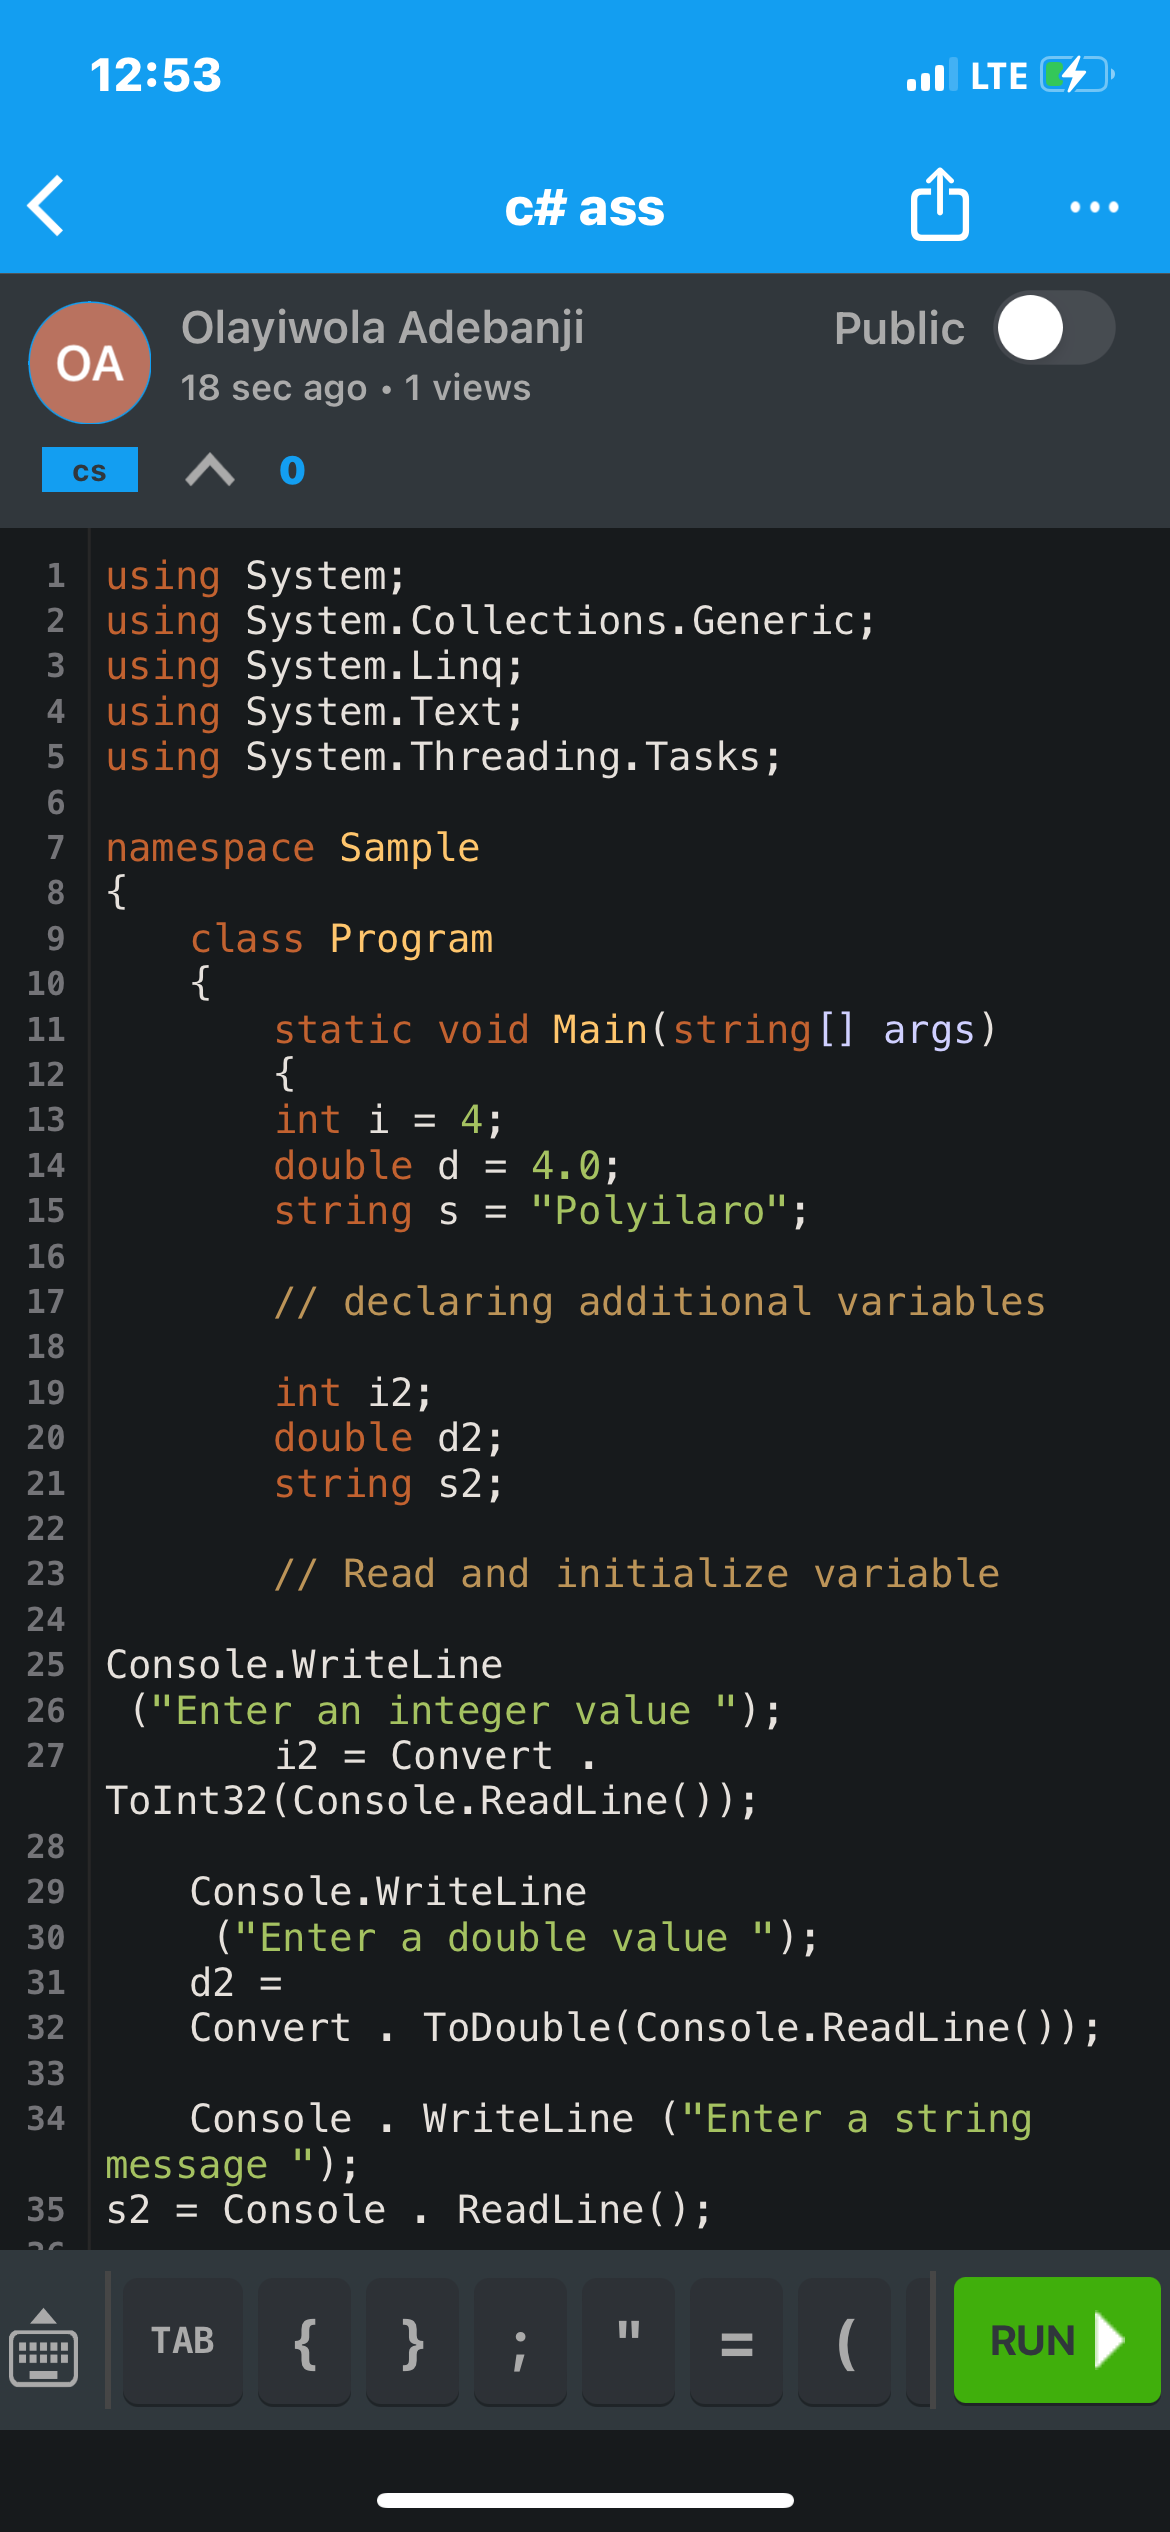 12:53
LTE
c# ass
OA
Olayiwola Adebanji
Public
18 sec ago • 1 views
cs
0
1 using System;
2 using System.Collections.Generic;
3 using System.Linq;
4 using System.Text;
5 using System.Threading.Tasks;
6
7 namespace Sample
8 {
9 class Program
10 {
11 static void Main(string[] args)
12 {
13 int i = 4;
14 double d = 4.0;
15 string s = "Polyilaro";
16
17 // declaring additional variables
18
19 int i2;
20 double d2;
21 string s2;
22
23 // Read and initialize variable
24
25 Console.WriteLine
26 ("Enter an integer value ");
27 i2 = Convert .
ToInt32(Console.ReadLine());
28
29 Console.WriteLine
30 ("Enter a double value ");
31 d2 =
32 Convert . ToDouble(Console.ReadLine());
33
34 Console . WriteLine ("Enter a string
message ");
35 s2 = Console . ReadLine();
TAB { } ; " = ( RUN